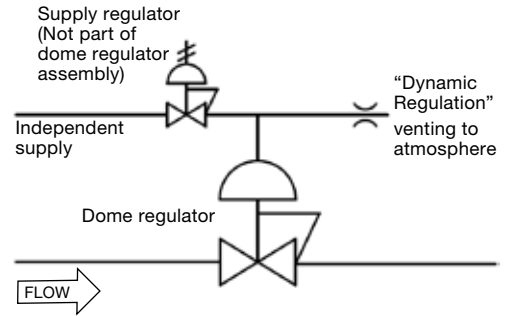 Supply regulator
(Not part of
dome regulator
assembly)
"Dynamic
Regulation"
venting to
atmosphere
Independent
supply
Dome regulator
FLOW